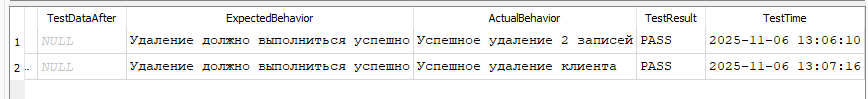 TestDataAfter ExpectedBehavior ActualBehavior TestResult TestTime
1 NULL Удаление должно выполниться успешно Успешное удаление 2 записей PASS 2025-11-06 13:06:10
2 .. NULL Удаление должно выполниться успешно Успешное удаление клиента PASS 2025-11-06 13:07:16